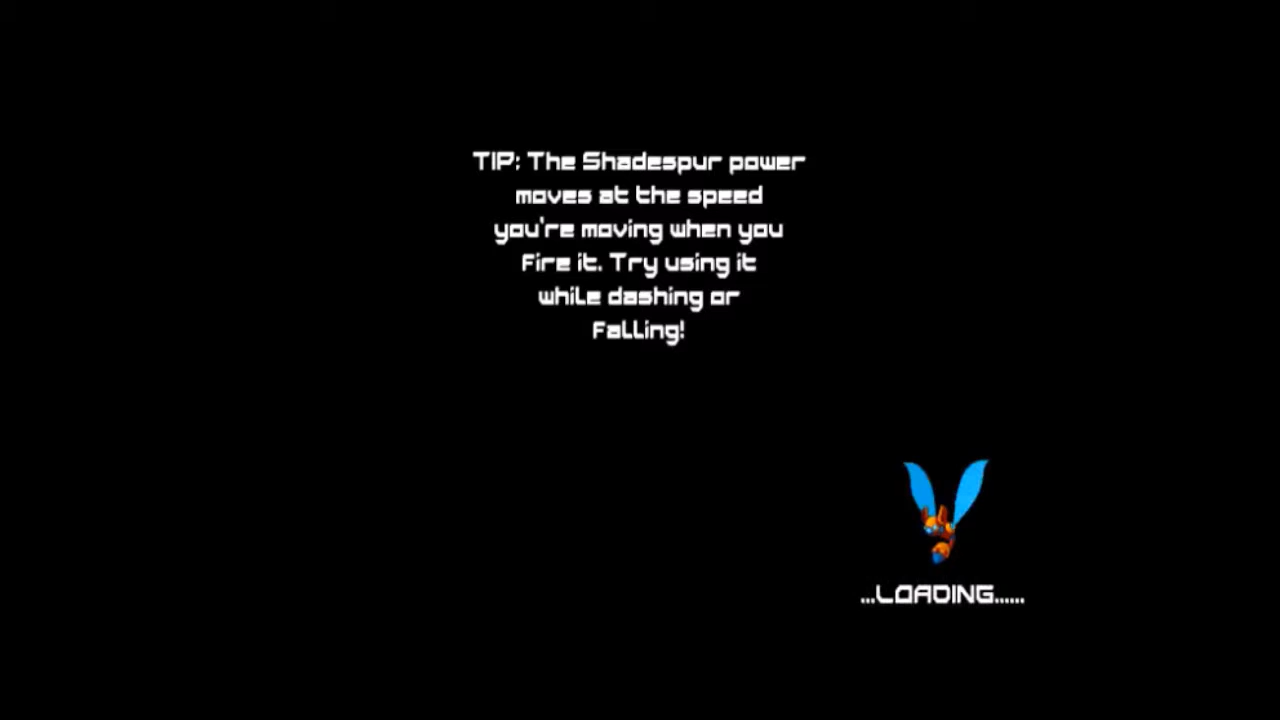 TIP: The Shadespur power
moves at the speed
you're moving when you
Fire it. Try using it
while dashing or
Falling!
...LOADING......